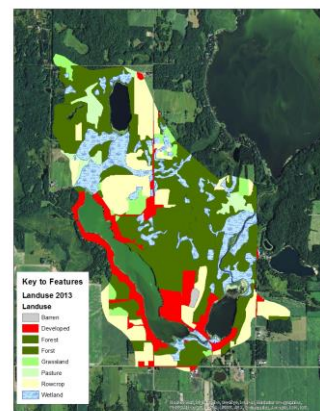 Key to Features
Landuse 2013
Landuse
Barren
Developed
Forest
Forst
Grassland
Pasture
Rowcrop
Wetland